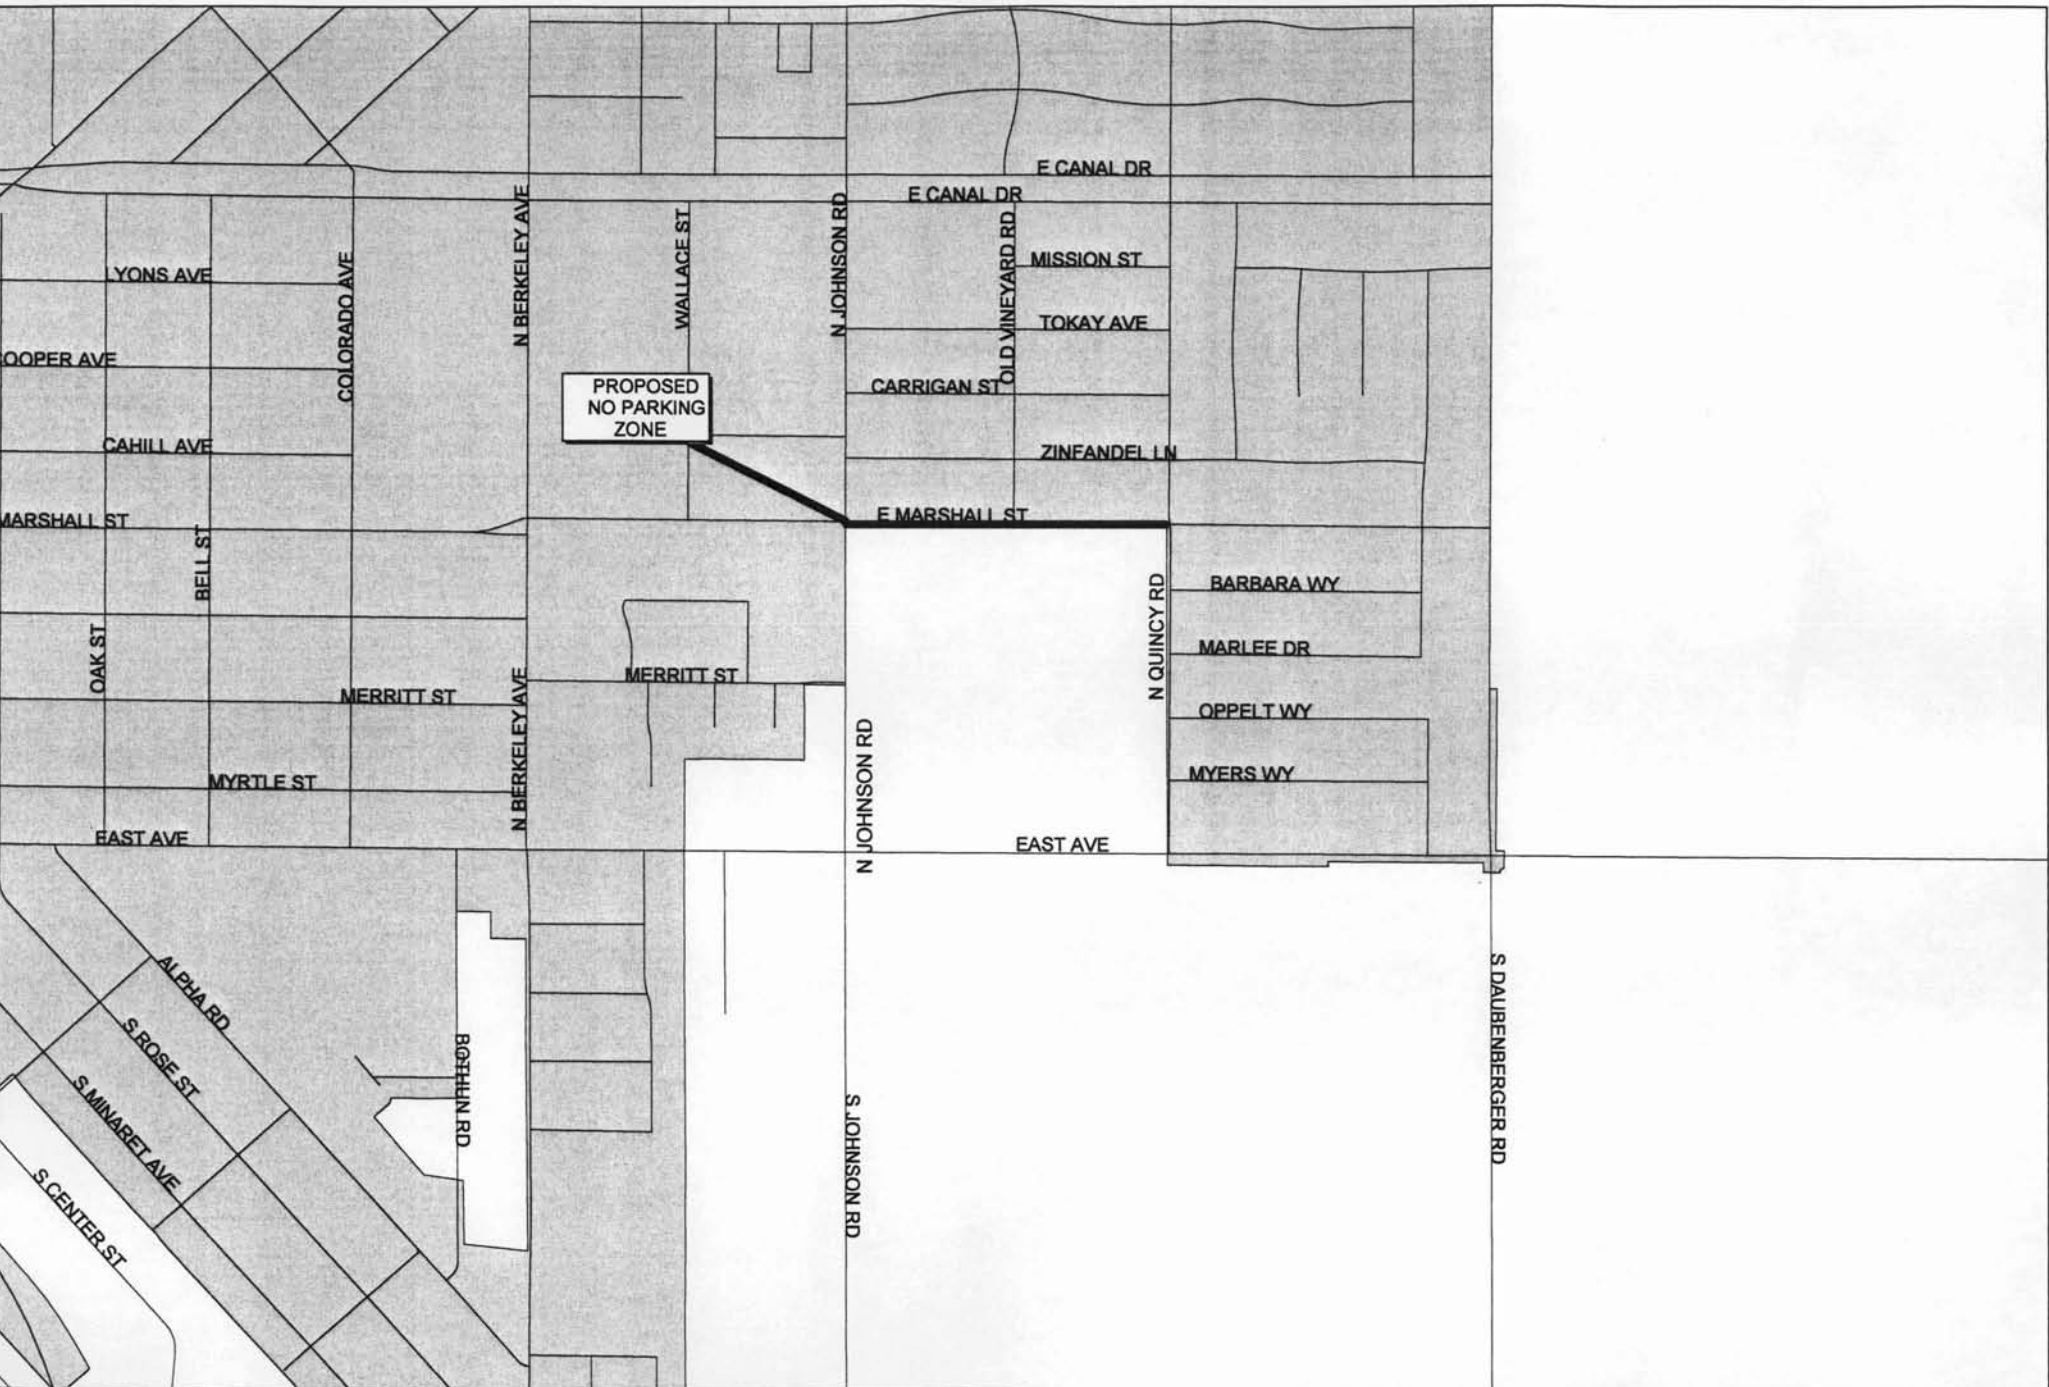 E CANAL DR
E CANAL DR
N BERKELEY AVE
WALLACE ST
N JOHNSON RD
OLD VINEYARD RD
MISSION ST
LYONS AVE
COLORADO AVE
TOKAY AVE
COOPER AVE
CARRIGAN ST
PROPOSED
NO PARKING
ZONE
CAHILL AVE
ZINFANDEL LN
MARSHALL ST
E MARSHALL ST
BELL ST
N QUINCY RD
BARBARA WY
OAK ST
MARLEE DR
MERRITT ST
MERRITT ST
N BERKELEY AVE
OPPELT WY
N JOHNSON RD
MYERS WY
MYRTLE ST
EAST AVE
EAST AVE
ALPHA RD
S ROSE ST
S MINARET AVE
S CENTER ST
BOTHUN RD
S JOHNSON RD
S DAUBENBERGER RD